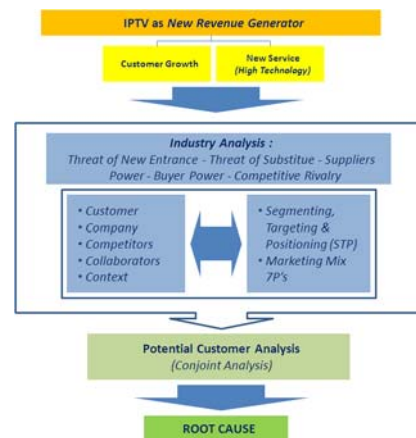 IPTV as New Revenue Generator
Customer Growth
New Service
(High Technology)
Industry Analysis :
Threat of New Entrance - Threat of Substitue - Suppliers
Power - Buyer Power - Competitive Rivalry
• Customer
• Company
• Competitors
• Collaborators
• Context
• Segmenting,
Targeting &
Positioning (STP)
• Marketing Mix
7P's
Potential Customer Analysis
(Conjoint Analysis)
ROOT CAUSE